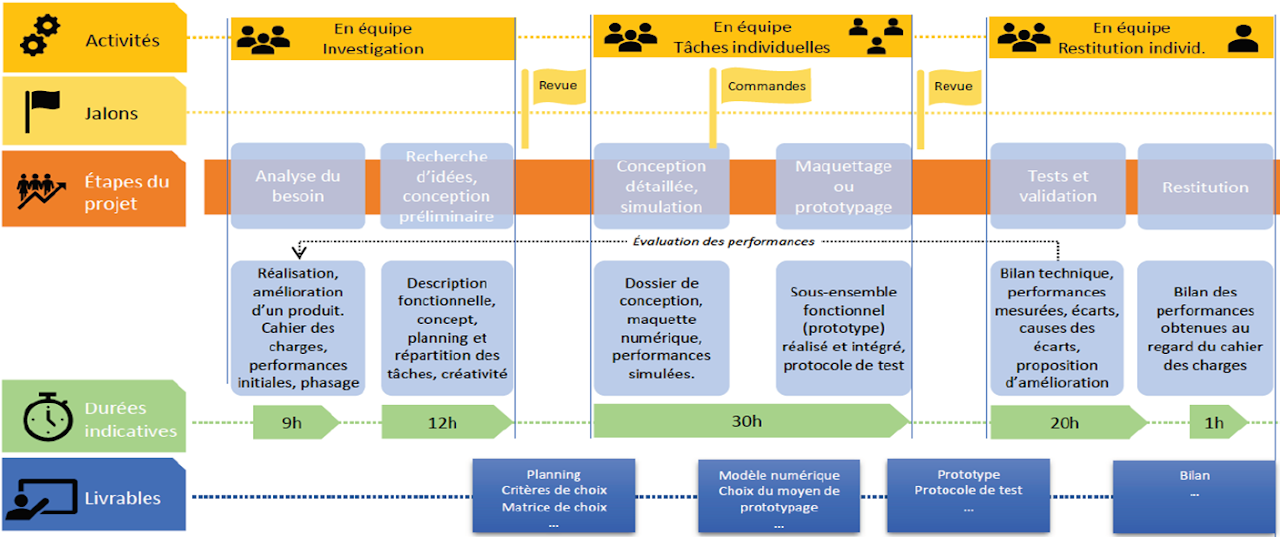 Activités
En équipe
Investigation
En équipe
Tâches individuelles
En équipe
Restitution individ.
Jalons
Revue
Commandes
Revue
Étapes du
projet
Analyse du
besoin
Recherche
d'idées,
conception
préliminaire
Conception
détaillée,
simulation
Maquettage
ou
prototypage
Tests et
validation
Restitution
Évaluation des performances
Réalisation,
amélioration
d'un produit.
Cahier des
charges,
performances
initiales, phasage
Description
fonctionnelle,
concept,
planning et
répartition des
tâches, créativité
Dossier de
conception,
maquette
numérique,
performances
simulées.
Sous-ensemble
fonctionnel
(prototype)
réalisé et intégré,
protocole de test
Bilan technique,
performances
mesurées, écarts,
causes des
écarts,
proposition
d'amélioration
Bilan des
performances
obtenues au
regard du cahier
des charges
Durées
indicatives
9h
12h
30h
20h
1h
Livrables
Planning
Critères de choix
Matrice de choix
...
Modèle numérique
Choix du moyen de
prototypage
...
Prototype
Protocole de test
...
Bilan
...